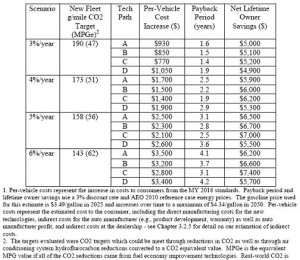 Scenario New Fleet g/mile CO2 Target (MPGe)2 Tech Path Per-Vehicle Cost Increase ($) Payback Period (years) Net Lifetime Owner Savings ($)
3%/year 190 (47) A $930 1.6 $5,000
B $850 1.5 $5,100
C $770 1.4 $5,200
D $1,050 1.9 $4,900
4%/year 173 (51) A $1,700 2.5 $5,900
B $1,500 2.2 $6,000
C $1,400 1.9 $6,200
D $1,900 2.9 $5,300
5%/year 158 (56) A $2,500 3.1 $6,500
B $2,300 2.8 $6,700
C $2,100 2.5 $7,000
D $2,600 3.6 $5,500
6%/year 143 (62) A $3,500 4.1 $6,200
B $3,200 3.7 $6,600
C $2,800 3.1 $7,400
D $3,400 4.2 $5,700
1. Per-vehicle costs represent the increase in costs to consumers from the MY 2016 standards. Payback period and
lifetime owner savings use a 3% discount rate and AEO 2010 reference case energy prices. The gasoline price used
for this estimate is $3.49/gallon in 2025 and increases over time to a maximum of $4.34/gallon in 2050. Per-vehicle
costs represent the estimated cost to the consumer, including the direct manufacturing costs for the new
technologies, indirect costs for the auto manufacturer (e.g., product development, warranty) as well as auto
manufacturer profit, and indirect costs at the dealership - see Chapter 3.2.5 for detail on our estimation of indirect
costs.
2. The targets evaluated were CO2 targets which could be meet through reductions in CO2 as well as through air
conditioning system hydrofluorocarbon reductions converted to a CO2 equivalent value. MPGe is the equivalent
MPG value if all of the CO2 reductions came from fuel economy improvement technologies. Real-world CO2 is